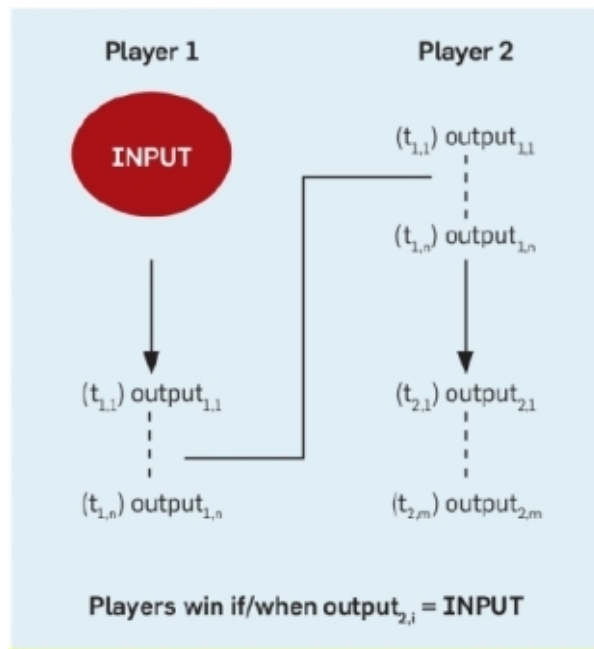 Player 1
INPUT
(t1,1) output1,1
(t1,n) output1,n
Player 2
(t1,1) output1,1
(t1,n) output1,n
(t2,1) output2,1
(t2,m) output2,m
Players win if/when output2,i = INPUT